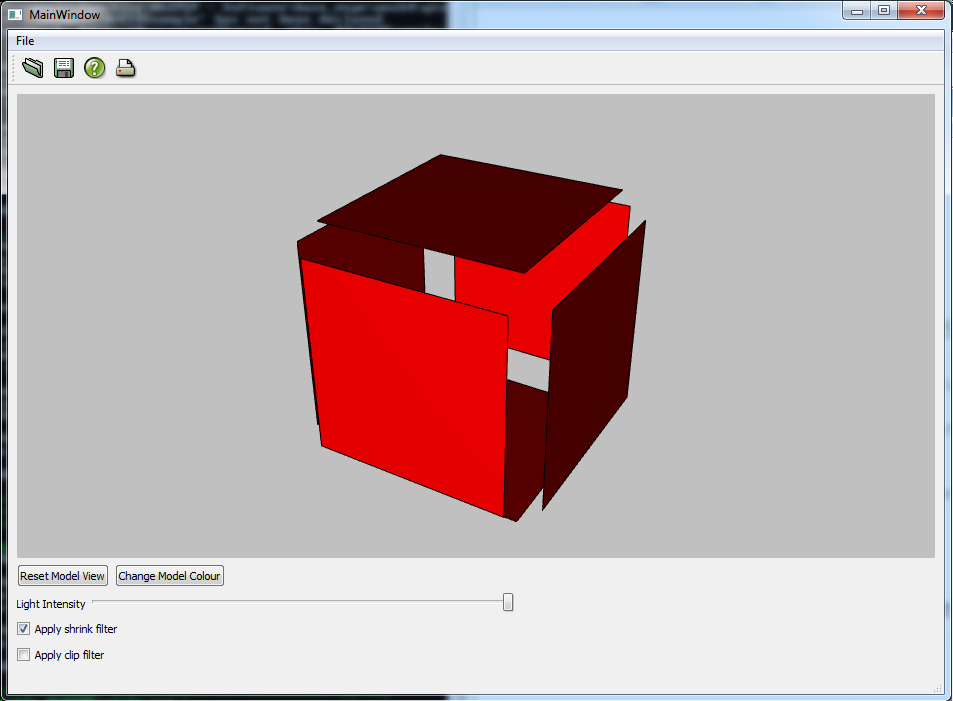 MainWindow
File
Reset Model View
Change Model Colour
Light Intensity
Apply shrink filter
Apply clip filter